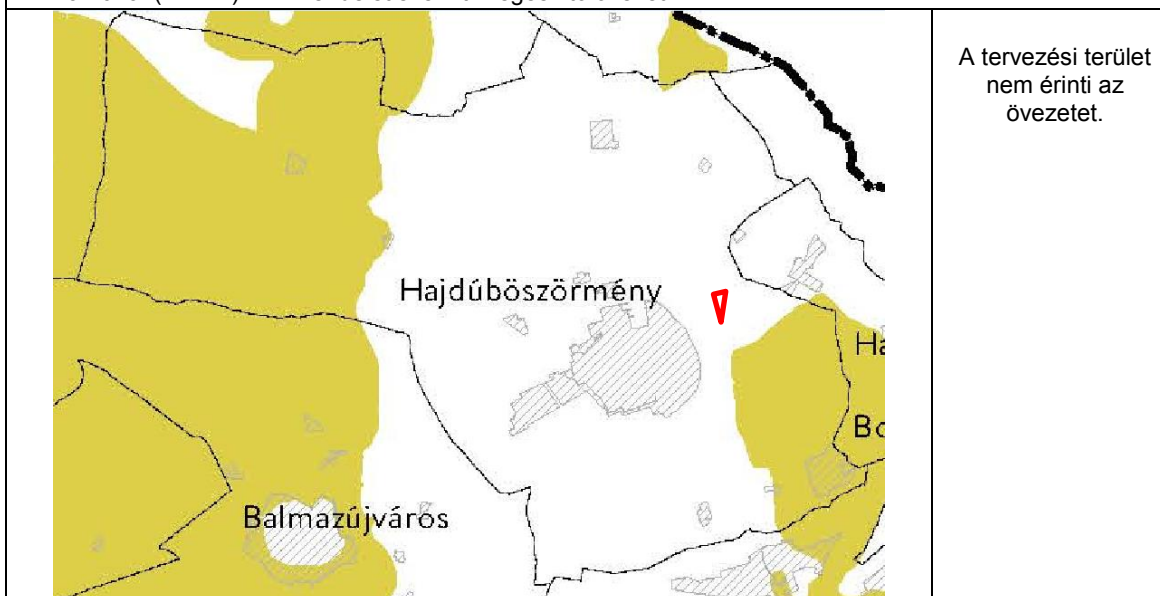 A tervezési terület
nem érinti az
övezetet.
Hajdúböszörmény
Balmazújváros